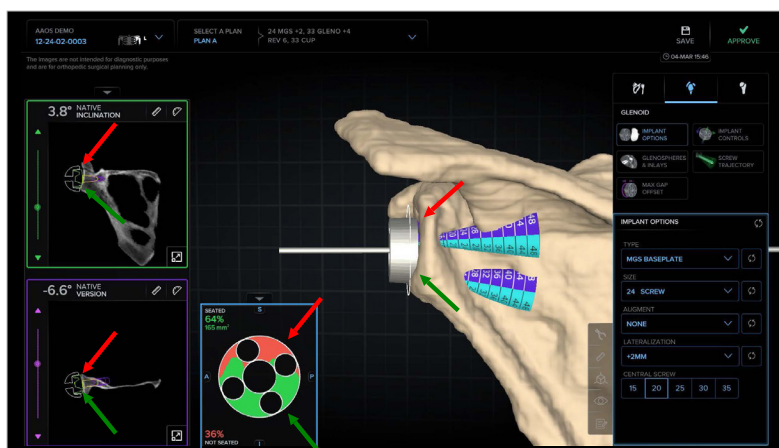 AAOS DEMO
12-24-02-0003
SELECT A PLAN
PLAN A
24 MGS +2, 33 GLENO +4
REV 6, 33 CUP
SAVE
APPROVE
The Images are not intended for diagnostic purposes
and are for orthopedic surgical planning only.
04-MAR 15:46
3.8° NATIVE
INCLINATION
-6.6° NATIVE
VERSION
SEATED
64%
165 mm²
S
A
P
I
36%
NOT SEATED
GLENOID
IMPLANT
OPTIONS
IMPLANT
CONTROLS
GLENOSPHERES
& INLAYS
SCREW
TRAJECTORY
MAX GAP
OFFSET
IMPLANT OPTIONS
TYPE
MGS BASEPLATE
SIZE
24 SCREW
AUGMENT
NONE
LATERALIZATION
+2MM
CENTRAL SCREW
15 20 25 30 35